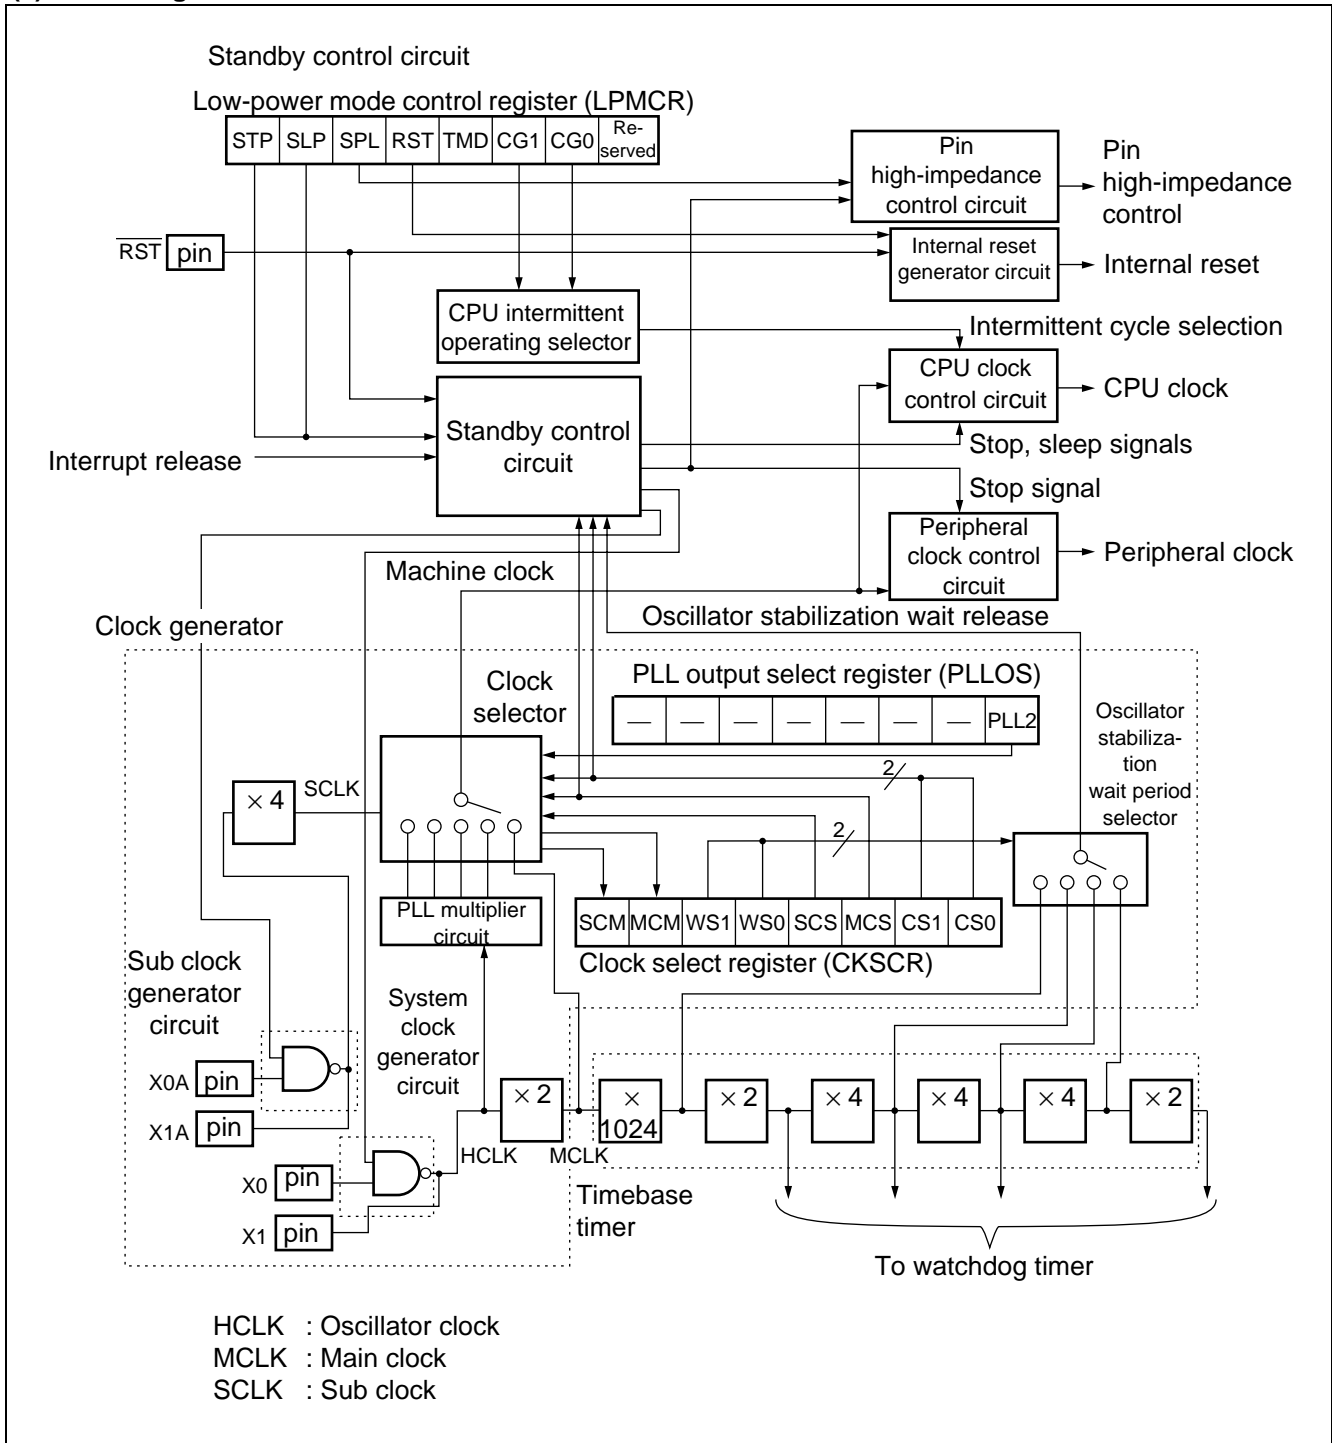 Standby control circuit
Low-power mode control register (LPMCR)
STP SLP SPL RST TMD CG1 CG0 Re-
served
Pin
high-impedance
control circuit
Pin
high-impedance
control
RST pin
Internal reset
generator circuit
Internal reset
CPU intermittent
operating selector
Intermittent cycle selection
CPU clock
control circuit
CPU clock
Standby control
circuit
Stop, sleep signals
Interrupt release
Stop signal
Peripheral
clock control
circuit
Peripheral clock
Machine clock
Clock generator
Oscillator stabilization wait release
Clock
selector
PLL output select register (PLLOS)
— — — — — — — PLL2
Oscillator
stabiliza-
tion
wait period
selector
2
× 4
SCLK
2
PLL multiplier
circuit
SCM MCM WS1 WS0 SCS MCS CS1 CS0
Clock select register (CKSCR)
Sub clock
generator
circuit
System
clock
generator
circuit
X0A pin
X1A pin
× 2
×
1024
× 2
× 4
× 4
× 4
× 2
HCLK
MCLK
X0 pin
X1 pin
Timebase
timer
To watchdog timer
HCLK : Oscillator clock
MCLK : Main clock
SCLK : Sub clock